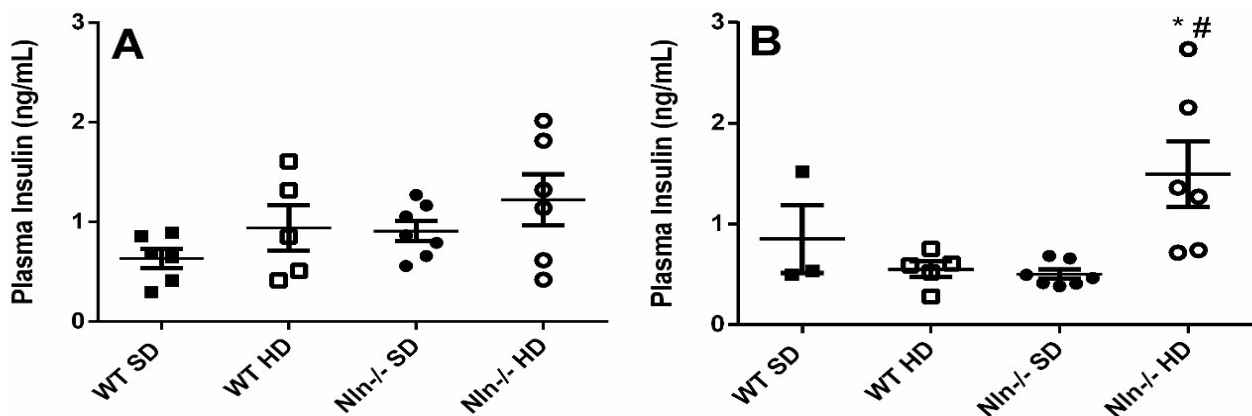 A
Plasma Insulin (ng/mL)
3
2
1
0
WT SD
WT HD
Nln-/- SD
Nln-/- HD
B
* #
Plasma Insulin (ng/mL)
3
2
1
0
WT SD
WT HD
Nln-/- SD
Nln-/- HD